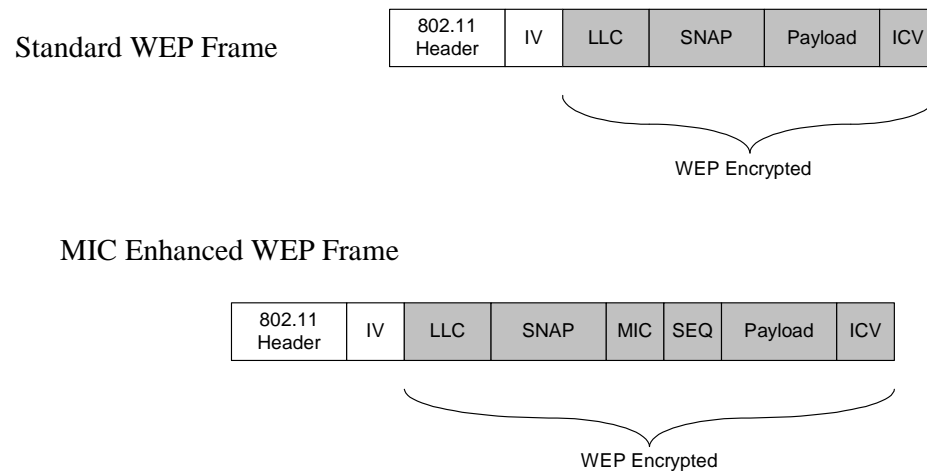 Standard WEP Frame
802.11 Header IV LLC SNAP Payload ICV
WEP Encrypted
MIC Enhanced WEP Frame
802.11 Header IV LLC SNAP MIC SEQ Payload ICV
WEP Encrypted